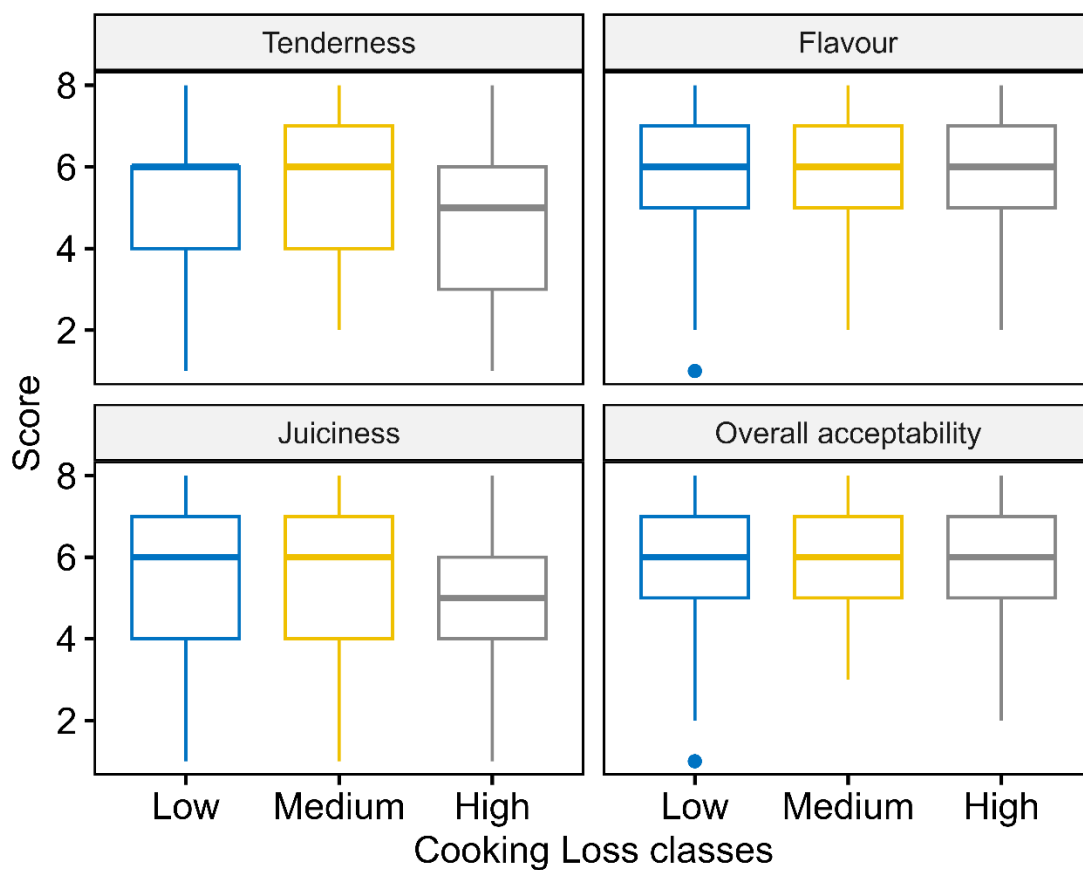 Tenderness
Flavour
8
6
4
2
Juiciness
Overall acceptability
8
6
4
2
Score
Low Medium High
Low Medium High
Cooking Loss classes